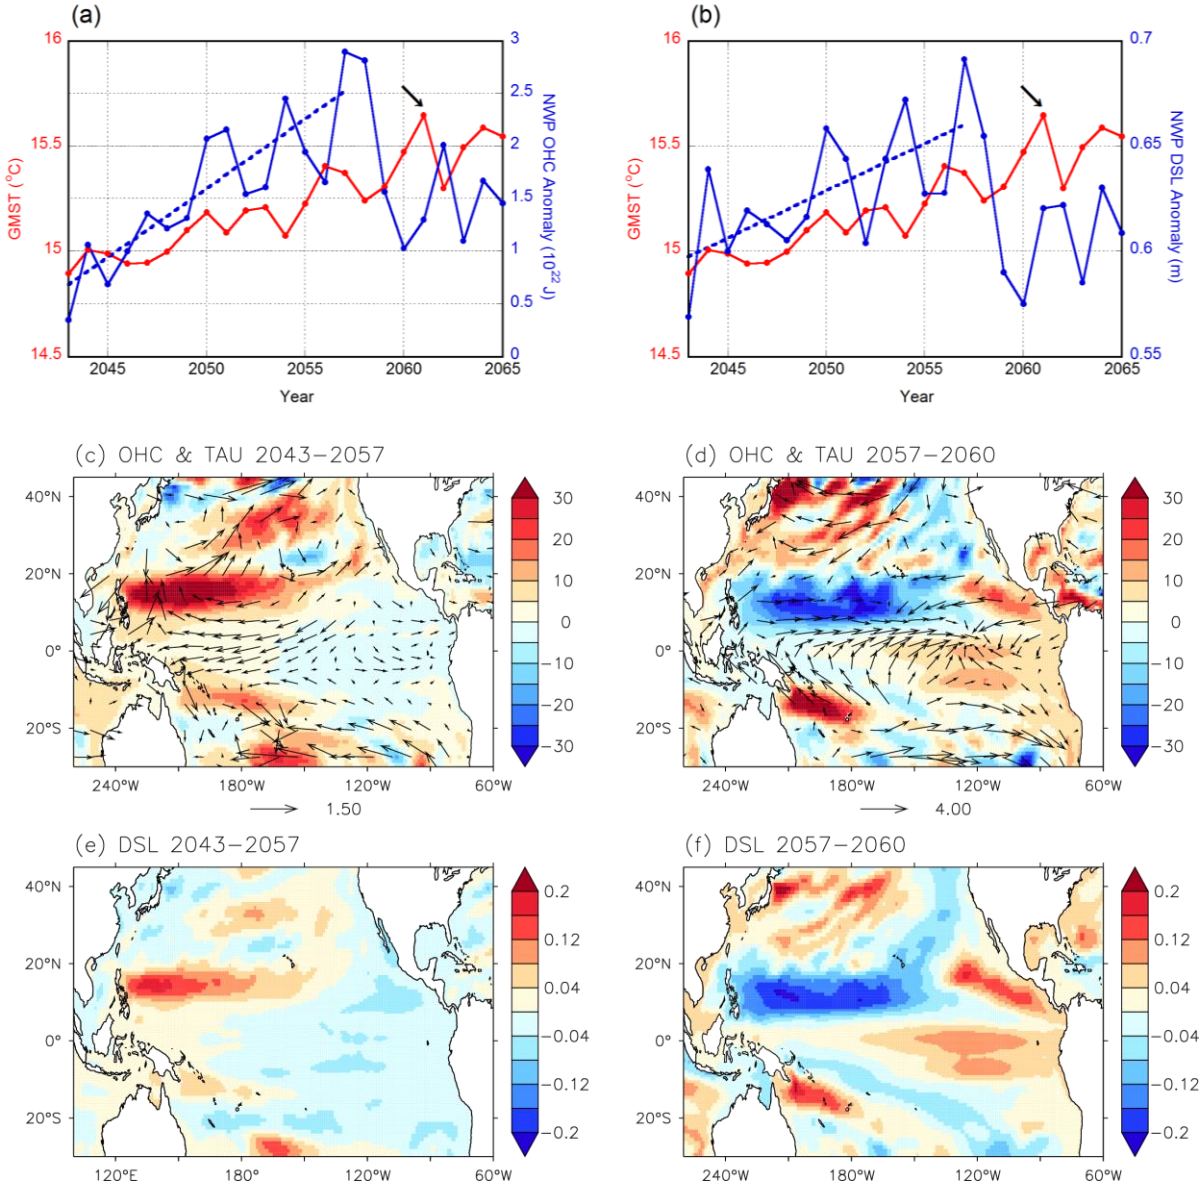 (a)
16
15.5
15
14.5
GMST (°C)
3
2.5
2
1.5
1
0.5
0
NWP OHC Anomaly (10²² J)
2045 2050 2055 2060 2065
Year
(b)
16
15.5
15
14.5
GMST (°C)
0.7
0.65
0.6
0.55
NWP DSL Anomaly (m)
2045 2050 2055 2060 2065
Year
(c) OHC & TAU 2043−2057
40°N
20°N
0°
20°S
240°W 180°W 120°W 60°W
1.50
30
20
10
0
−10
−20
−30
(d) OHC & TAU 2057−2060
40°N
20°N
0°
20°S
240°W 180°W 120°W 60°W
4.00
30
20
10
0
−10
−20
−30
(e) DSL 2043−2057
40°N
20°N
0°
20°S
120°E 180° 120°W 60°W
0.2
0.12
0.04
−0.04
−0.12
−0.2
(f) DSL 2057−2060
40°N
20°N
0°
20°S
240°W 180°W 120°W 60°W
0.2
0.12
0.04
−0.04
−0.12
−0.2